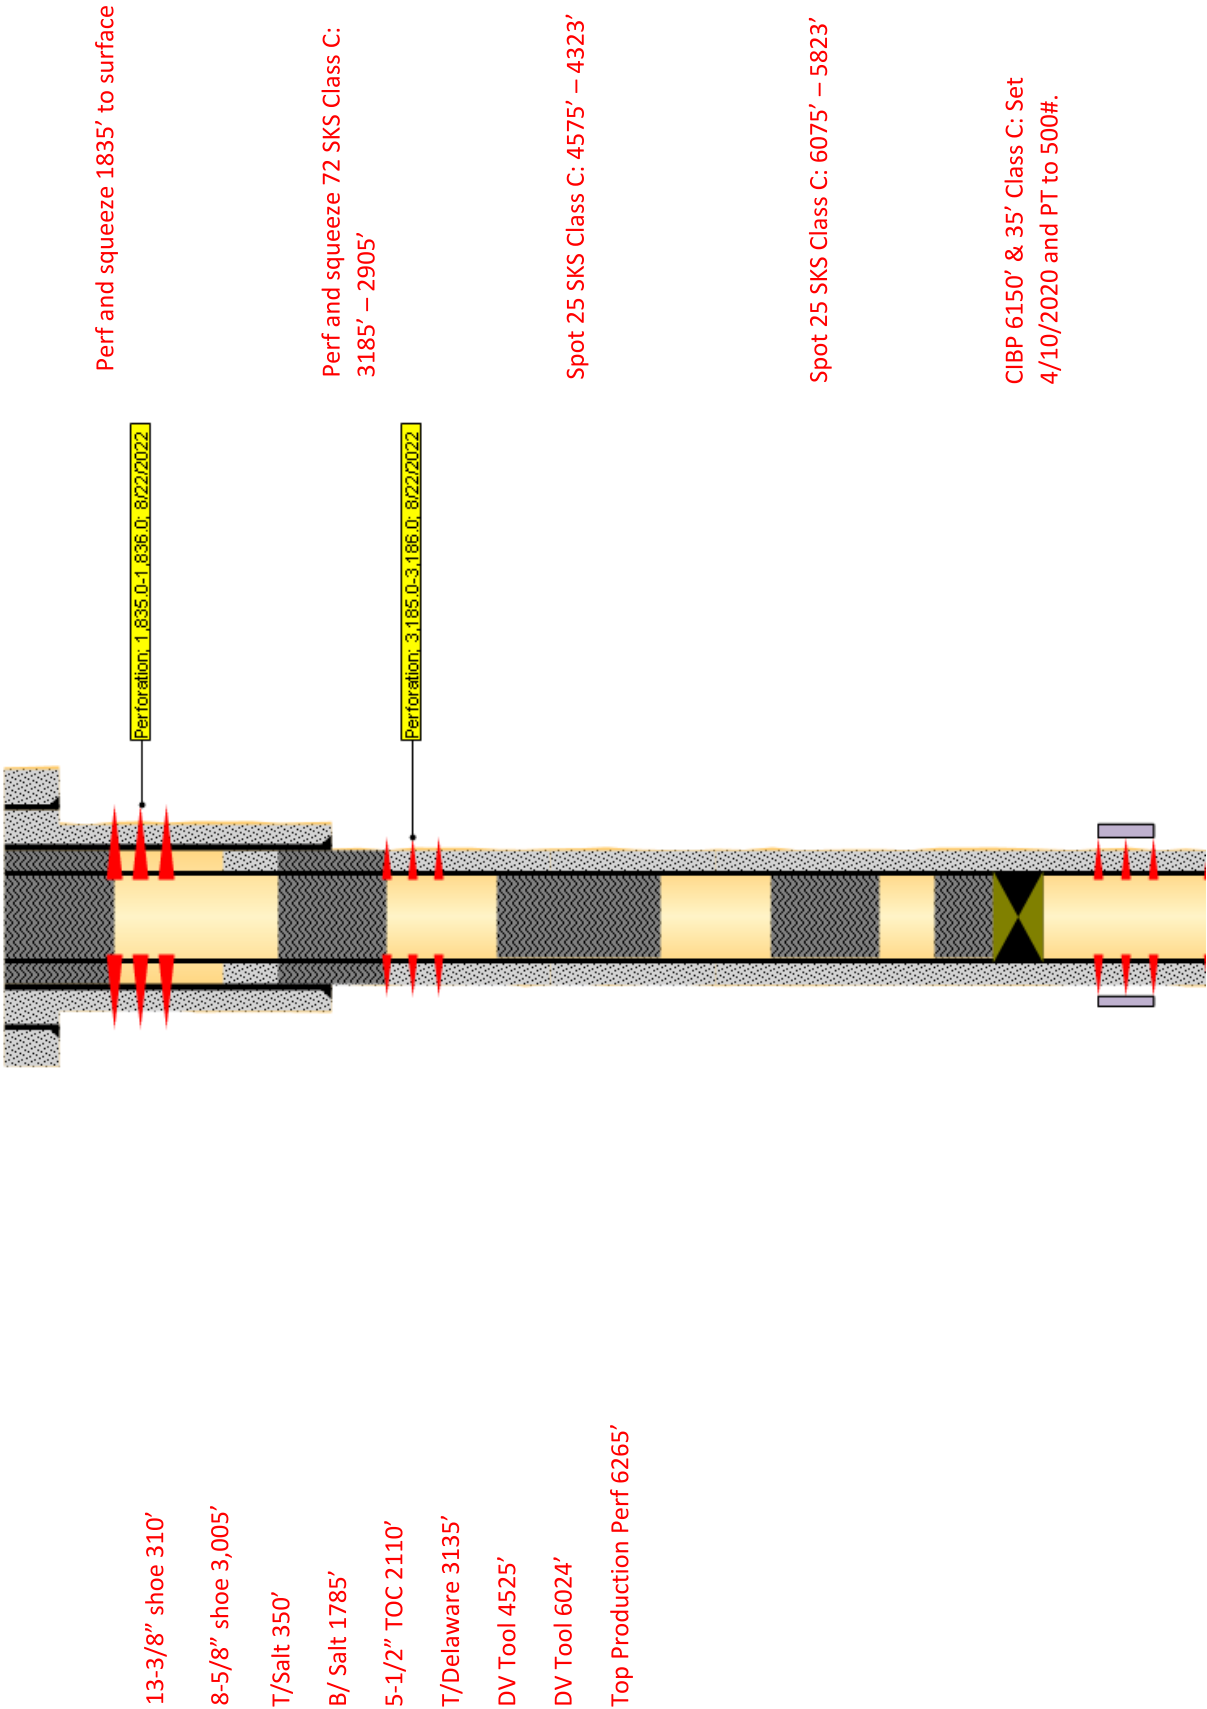 13-3/8” shoe 310’
8-5/8” shoe 3,005’
T/Salt 350’
B/ Salt 1785’
5-1/2” TOC 2110’
T/Delaware 3135’
DV Tool 4525’
DV Tool 6024’
Top Production Perf 6265’
Perforation; 1,835.0-1,836.0; 8/22/2022
Perforation; 3,185.0-3,186.0; 8/22/2022
Perf and squeeze 1835’ to surface
Perf and squeeze 72 SKS Class C:
3185’ – 2905’
Spot 25 SKS Class C: 4575’ – 4323’
Spot 25 SKS Class C: 6075’ – 5823’
CIBP 6150’ & 35’ Class C: Set
4/10/2020 and PT to 500#.